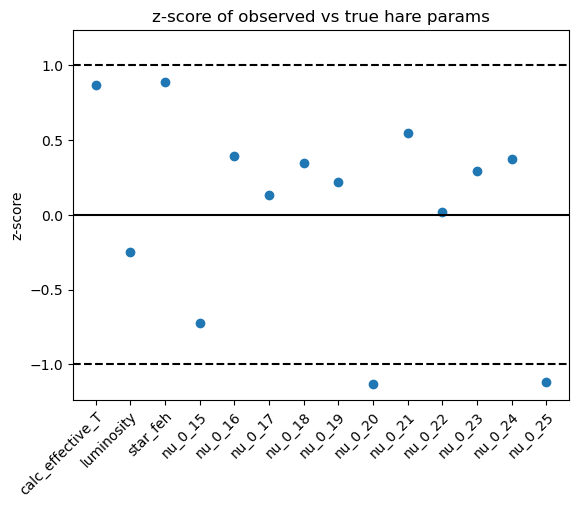 z-score of observed vs true hare params
1.0
0.5
0.0
−0.5
−1.0
z-score
calc_effective_T
luminosity
star_feh
nu_0_15
nu_0_16
nu_0_17
nu_0_18
nu_0_19
nu_0_20
nu_0_21
nu_0_22
nu_0_23
nu_0_24
nu_0_25